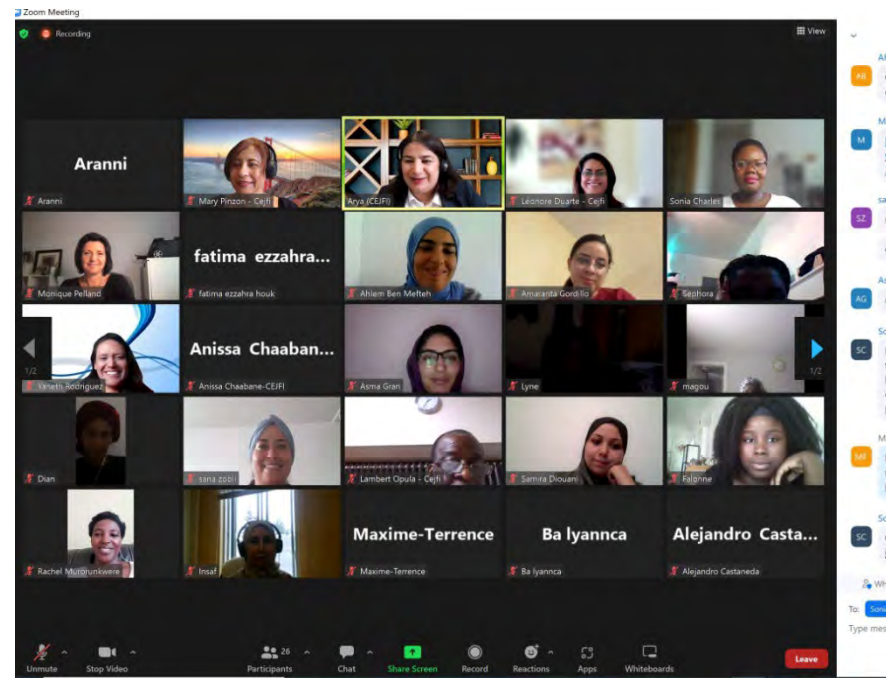 Zoom Meeting
Recording
View
Aranni
Aranni
Mary Pinzon - Cejfi
Arya (CEJFI)
Léonore Duarte - Cejfi
Sonia Charles
Monique Pelland
fatima ezzahra...
fatima ezzahra houk
Ahlem Ben Mefteh
Amaranta Gordillo
Sephora
1/2
Yaneth Rodriguez
Anissa Chaaban...
Anissa Chaabane-CEJFI
Asma Grari
Lyne
magou
1/2
Dian
sana zobli
Lambert Opula - Cejfi
Samira Diouani
Falonne
Rachel Murorunkwere
Insaf
Maxime-Terrence
Maxime-Terrence
Ba lyannca
Ba lyannca
Alejandro Casta...
Alejandro Castaneda
Unmute
Stop Video
26
Participants
Chat
Share Screen
Record
Reactions
Apps
Whiteboards
Leave
AB
M
SZ
AG
SC
MF
SC
To:
Type